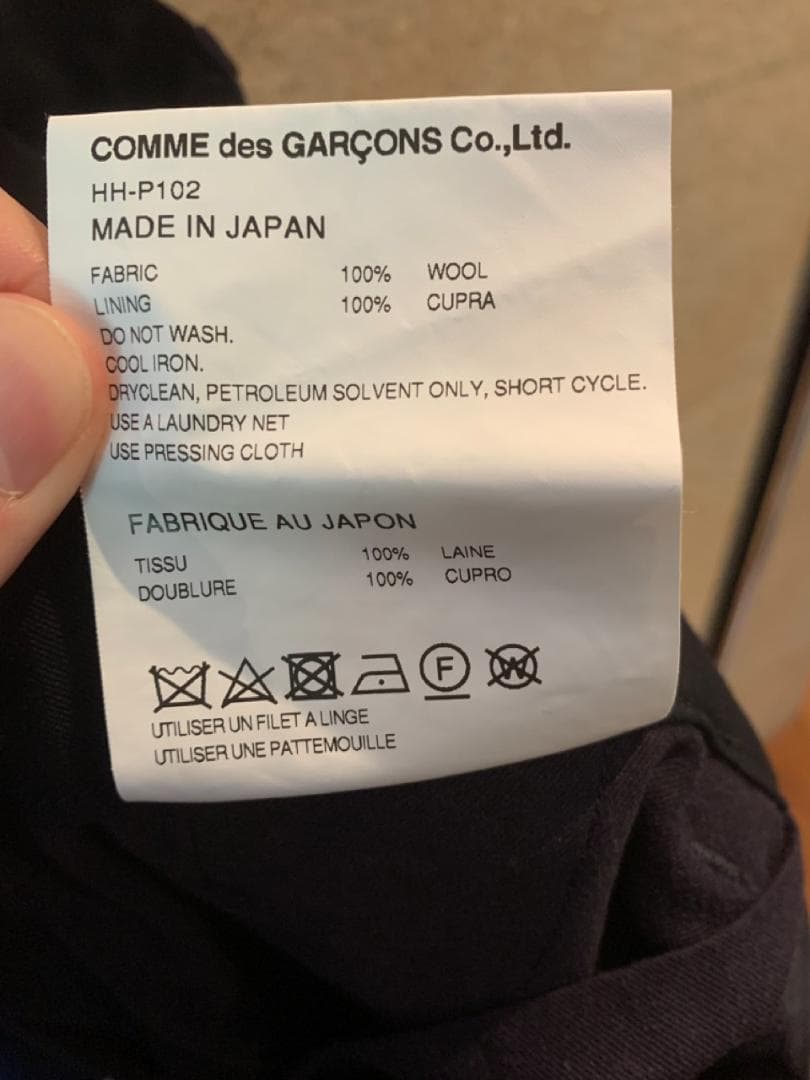 COMME des GARÇONS Co.,Ltd.
HH-P102
MADE IN JAPAN
FABRIC 100% WOOL
LINING 100% CUPRA
DO NOT WASH.
COOL IRON.
DRYCLEAN, PETROLEUM SOLVENT ONLY, SHORT CYCLE.
USE A LAUNDRY NET
USE PRESSING CLOTH
FABRIQUE AU JAPON
TISSU 100% LAINE
DOUBLURE 100% CUPRO
F W
UTILISER UN FILET A LINGE
UTILISER UNE PATTEMOUILLE